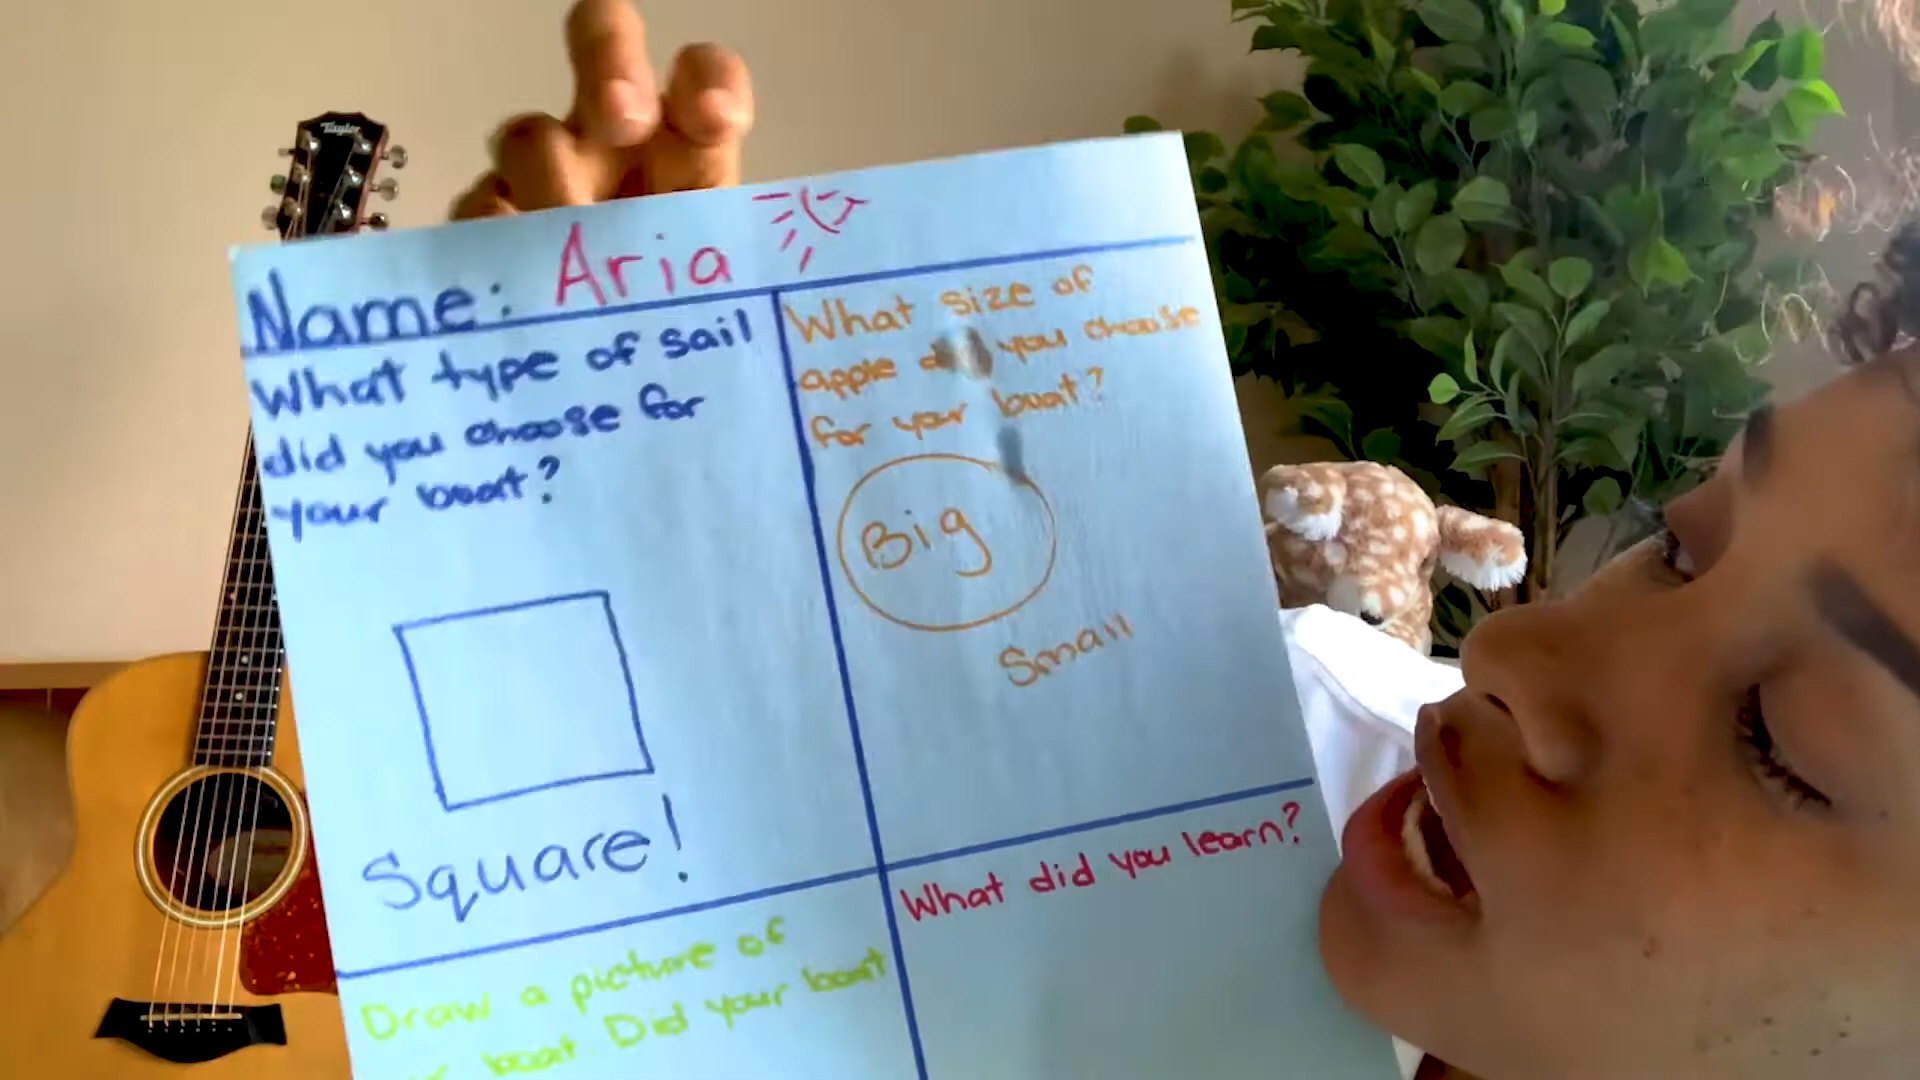 Taylor
Name: Aria
What type of sail
did you choose for
your boat?
Square!
What size of
apple you choose
for your boat?
Big
Small
Draw a picture of
boat. Did your boat
What did you learn?